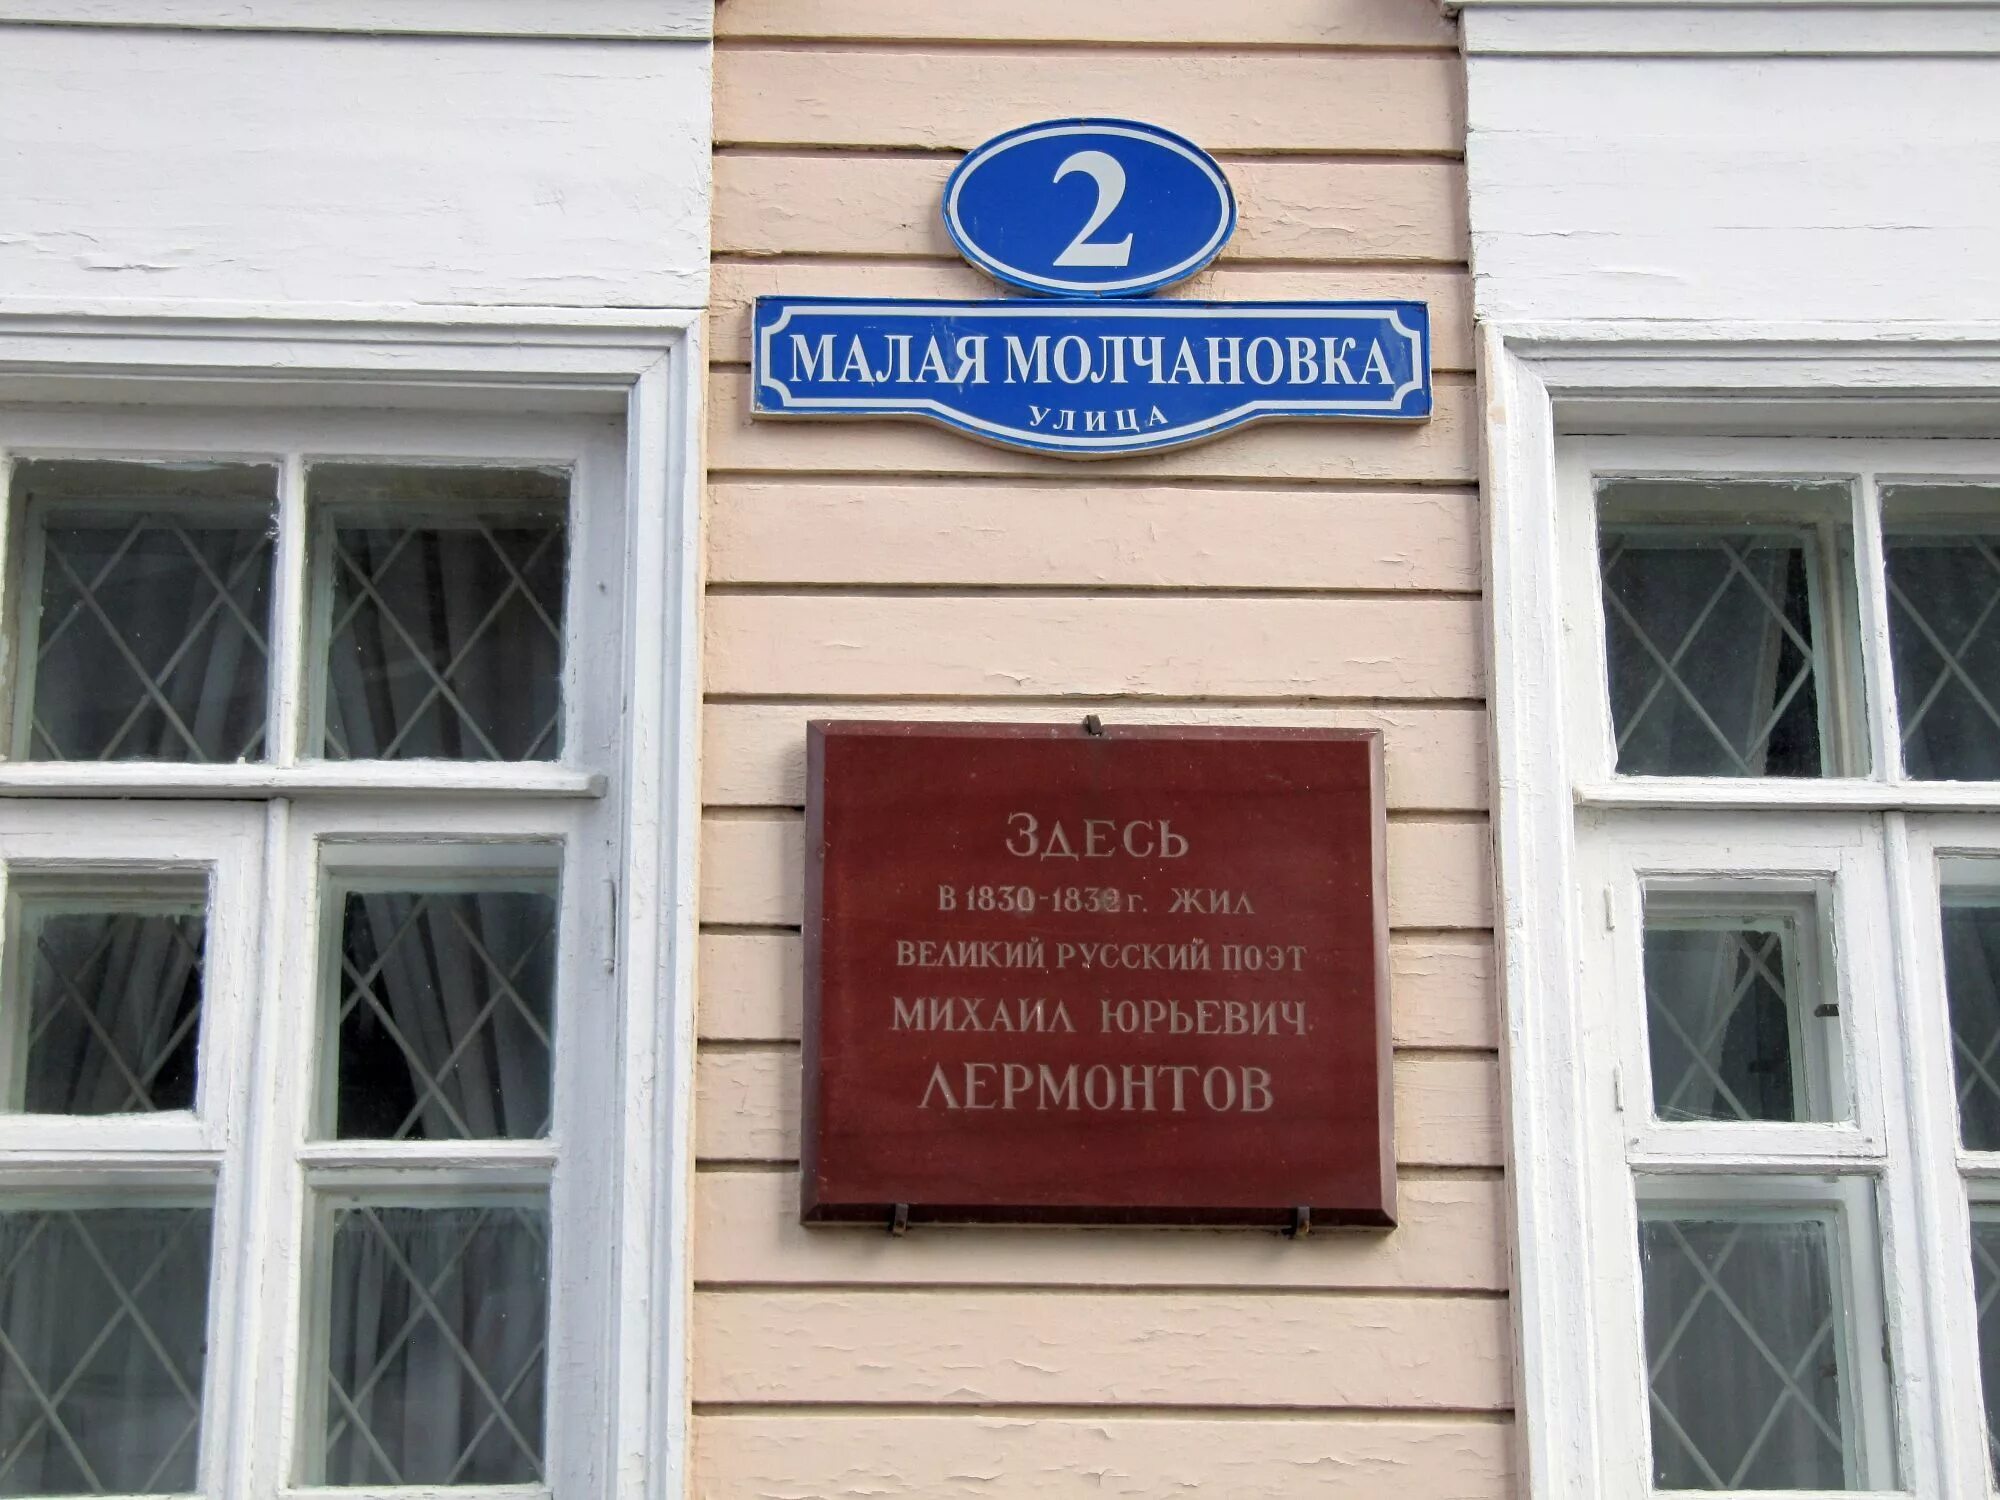 2
МАЛАЯ МОЛЧАНОВКА
УЛИЦА
ЗДЕСЬ
В 1830-1832 г. ЖИЛ
ВЕЛИКИЙ РУССКИЙ ПОЭТ
МИХАИЛ ЮРЬЕВИЧ
ЛЕРМОНТОВ